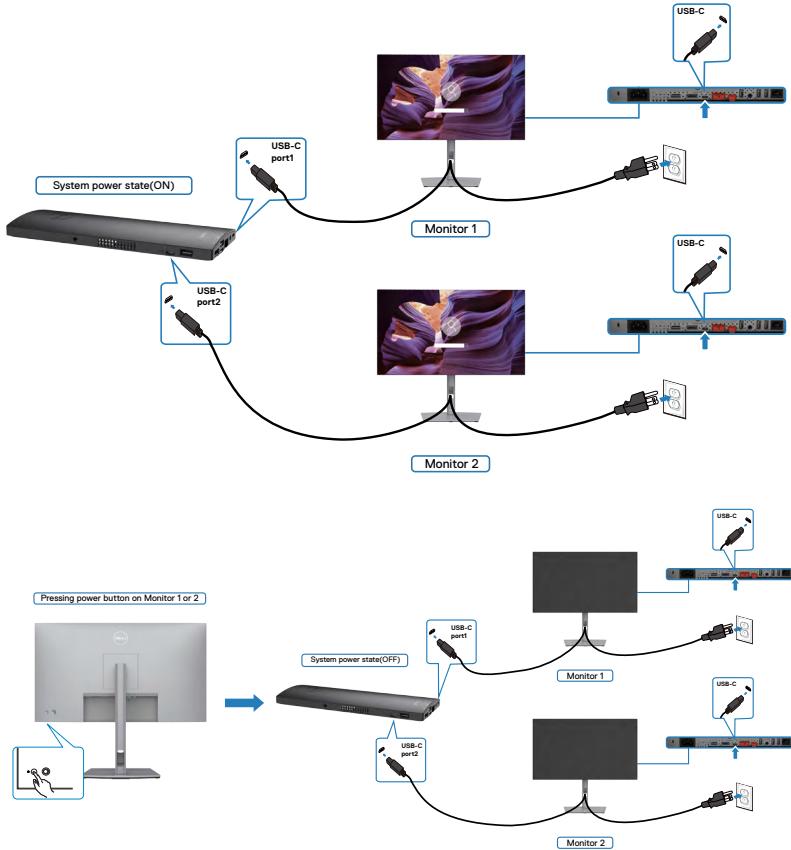 USB-C
USB-C
port1
System power state(ON)
Monitor 1
USB-C
USB-C
port2
Monitor 2
USB-C
Pressing power button on Monitor 1 or 2
DELL
USB-C
port1
System power state(OFF)
Monitor 1
USB-C
USB-C
port2
Monitor 2